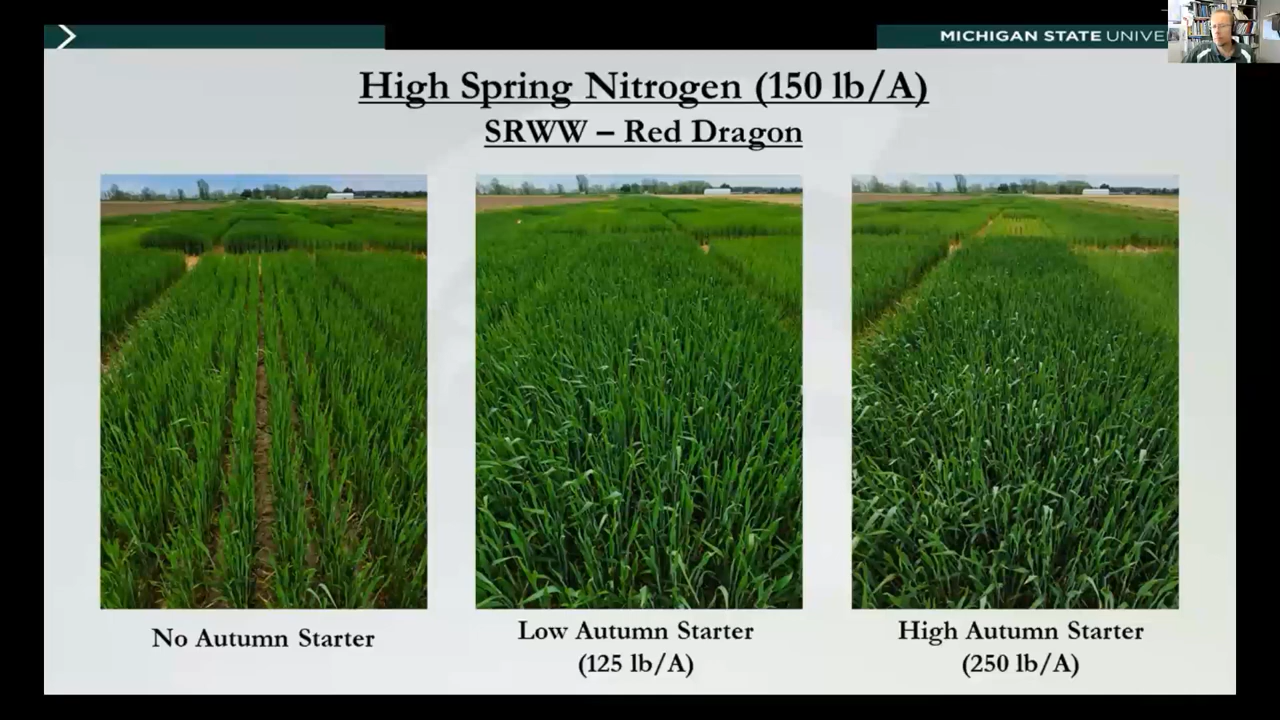 MICHIGAN STATE UNIVE
High Spring Nitrogen (150 lb/A)
SRWW – Red Dragon
No Autumn Starter
Low Autumn Starter
(125 lb/A)
High Autumn Starter
(250 lb/A)